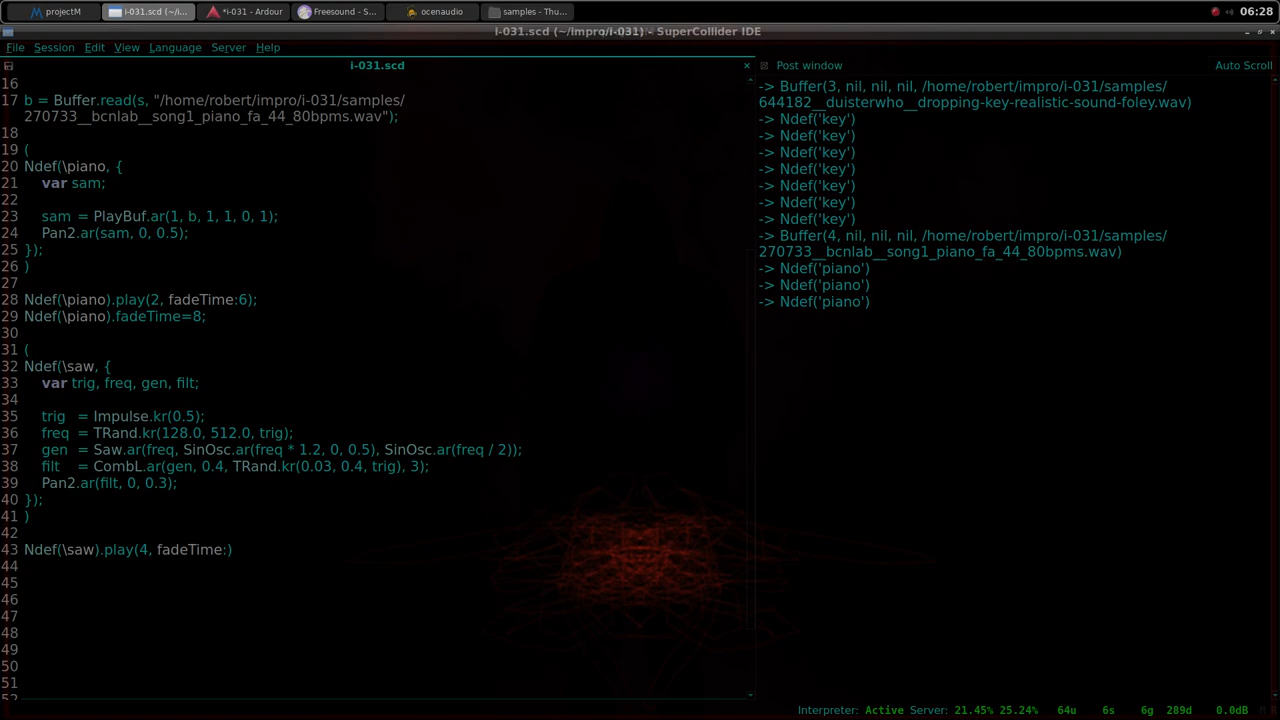 projectM
i-031.scd (~/i...
*i-031 - Ardour
Freesound - S...
ocenaudio
samples - Thu...
06:28
i-031.scd (~/impro/i-031) - SuperCollider IDE
File Session Edit View Language Server Help
i-031.scd
Post window
Auto Scroll
16
17 b = Buffer.read(s, "/home/robert/impro/i-031/samples/
270733__bcnlab__song1_piano_fa_44_80bpms.wav");
18
19 (
20 Ndef(\piano, {
21 var sam;
22
23 sam = PlayBuf.ar(1, b, 1, 1, 0, 1);
24 Pan2.ar(sam, 0, 0.5);
25 });
26 )
27
28 Ndef(\piano).play(2, fadeTime:6);
29 Ndef(\piano).fadeTime=8;
30
31 (
32 Ndef(\saw, {
33 var trig, freq, gen, filt;
34
35 trig = Impulse.kr(0.5);
36 freq = TRand.kr(128.0, 512.0, trig);
37 gen = Saw.ar(freq, SinOsc.ar(freq * 1.2, 0, 0.5), SinOsc.ar(freq / 2));
38 filt = CombL.ar(gen, 0.4, TRand.kr(0.03, 0.4, trig), 3);
39 Pan2.ar(filt, 0, 0.3);
40 });
41 )
42
43 Ndef(\saw).play(4, fadeTime:)
44
45
46
47
48
49
50
51
52
-> Buffer(3, nil, nil, nil, /home/robert/impro/i-031/samples/
644182__duisterwho__dropping-key-realistic-sound-foley.wav)
-> Ndef('key')
-> Ndef('key')
-> Ndef('key')
-> Ndef('key')
-> Ndef('key')
-> Ndef('key')
-> Ndef('key')
-> Buffer(4, nil, nil, nil, /home/robert/impro/i-031/samples/
270733__bcnlab__song1_piano_fa_44_80bpms.wav)
-> Ndef('piano')
-> Ndef('piano')
-> Ndef('piano')
Interpreter: Active Server: 21.45% 25.24% 64u 6s 6g 289d 0.0dB M